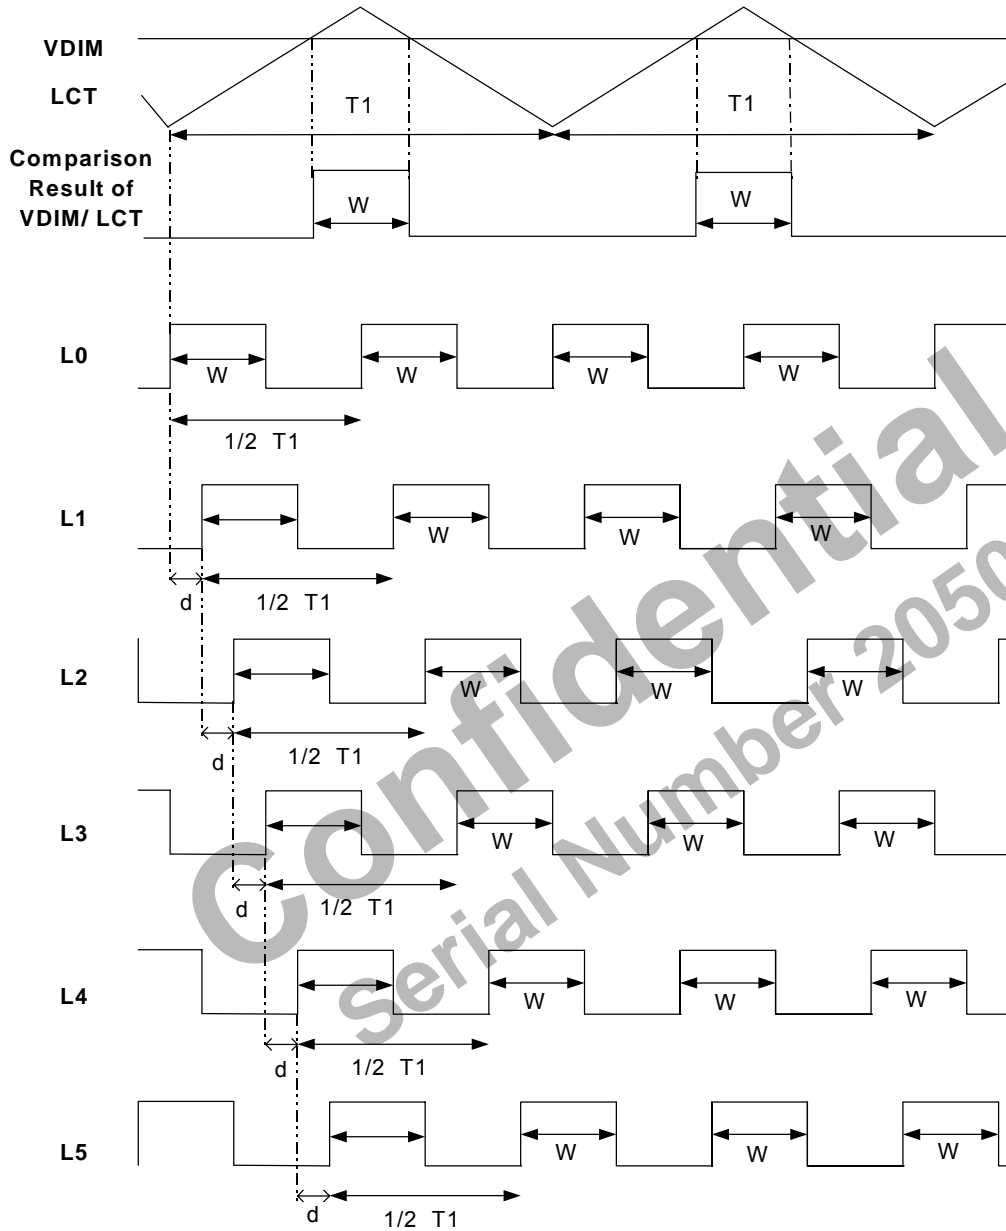 VDIM
LCT
T1 T1
Comparison
Result of
VDIM/ LCT
W W
L0
W W W W
1/2 T1
L1
W W W
d 1/2 T1
L2
W W W
d 1/2 T1
L3
W W W
d 1/2 T1
L4
W W W
d 1/2 T1
L5
W W W
d 1/2 T1
Confidential
Serial Number 2050